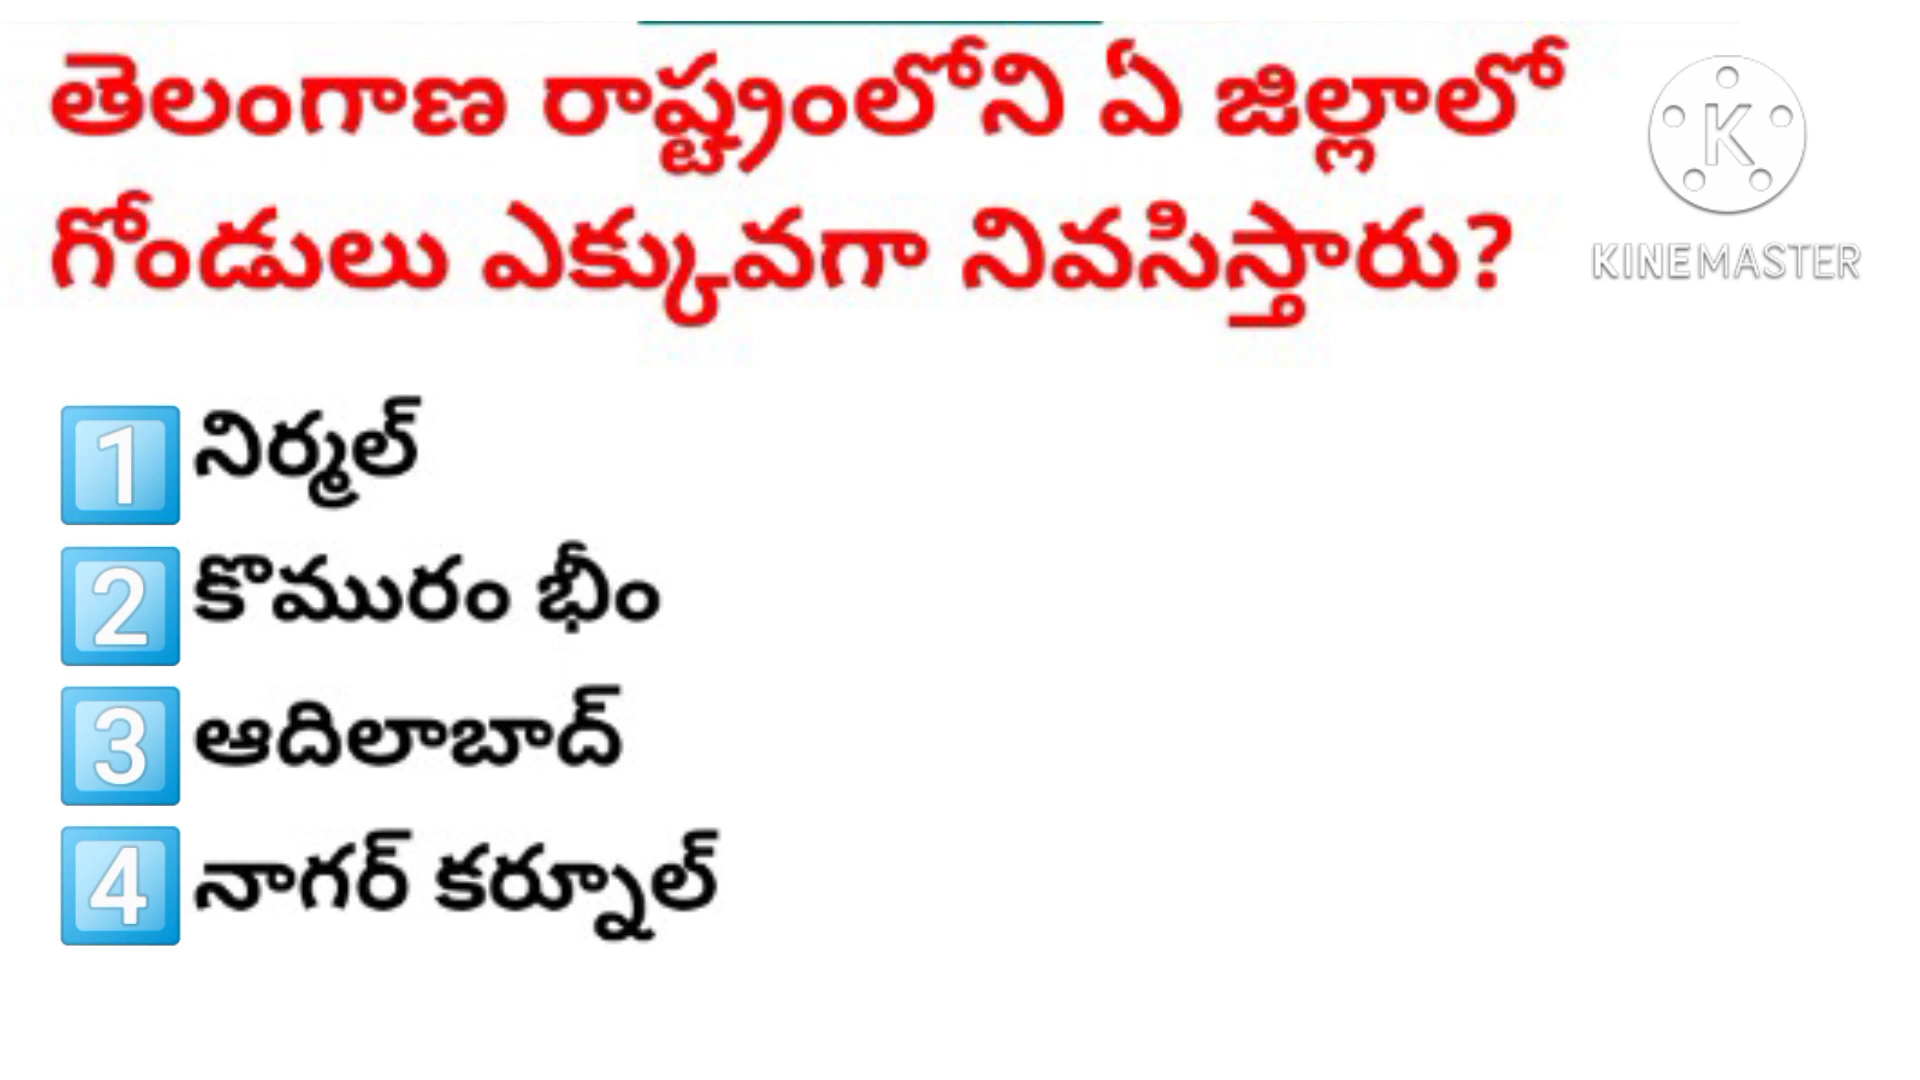 తెలంగాణ రాష్ట్రంలోని ఏ జిల్లాలో
గోండులు ఎక్కువగా నివసిస్తారు?
K
KINEMASTER
1 నిర్మల్
2 కొమురం భీం
3 ఆదిలాబాద్
4 నాగర్ కర్నూల్